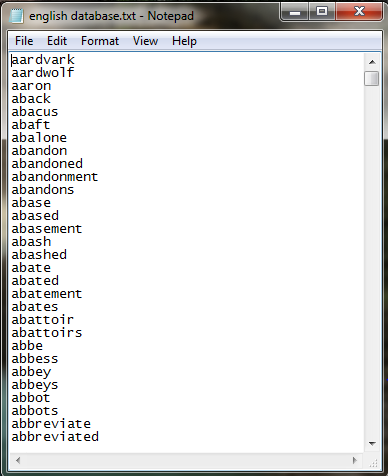 english database.txt - Notepad
File Edit Format View Help
aardvark
aardwolf
aaron
aback
abacus
abaft
abalone
abandon
abandoned
abandonment
abandons
abase
abased
abasement
abash
abashed
abate
abated
abatement
abates
abattoir
abattoirs
abbe
abbess
abbey
abbeys
abbot
abbots
abbreviate
abbreviated